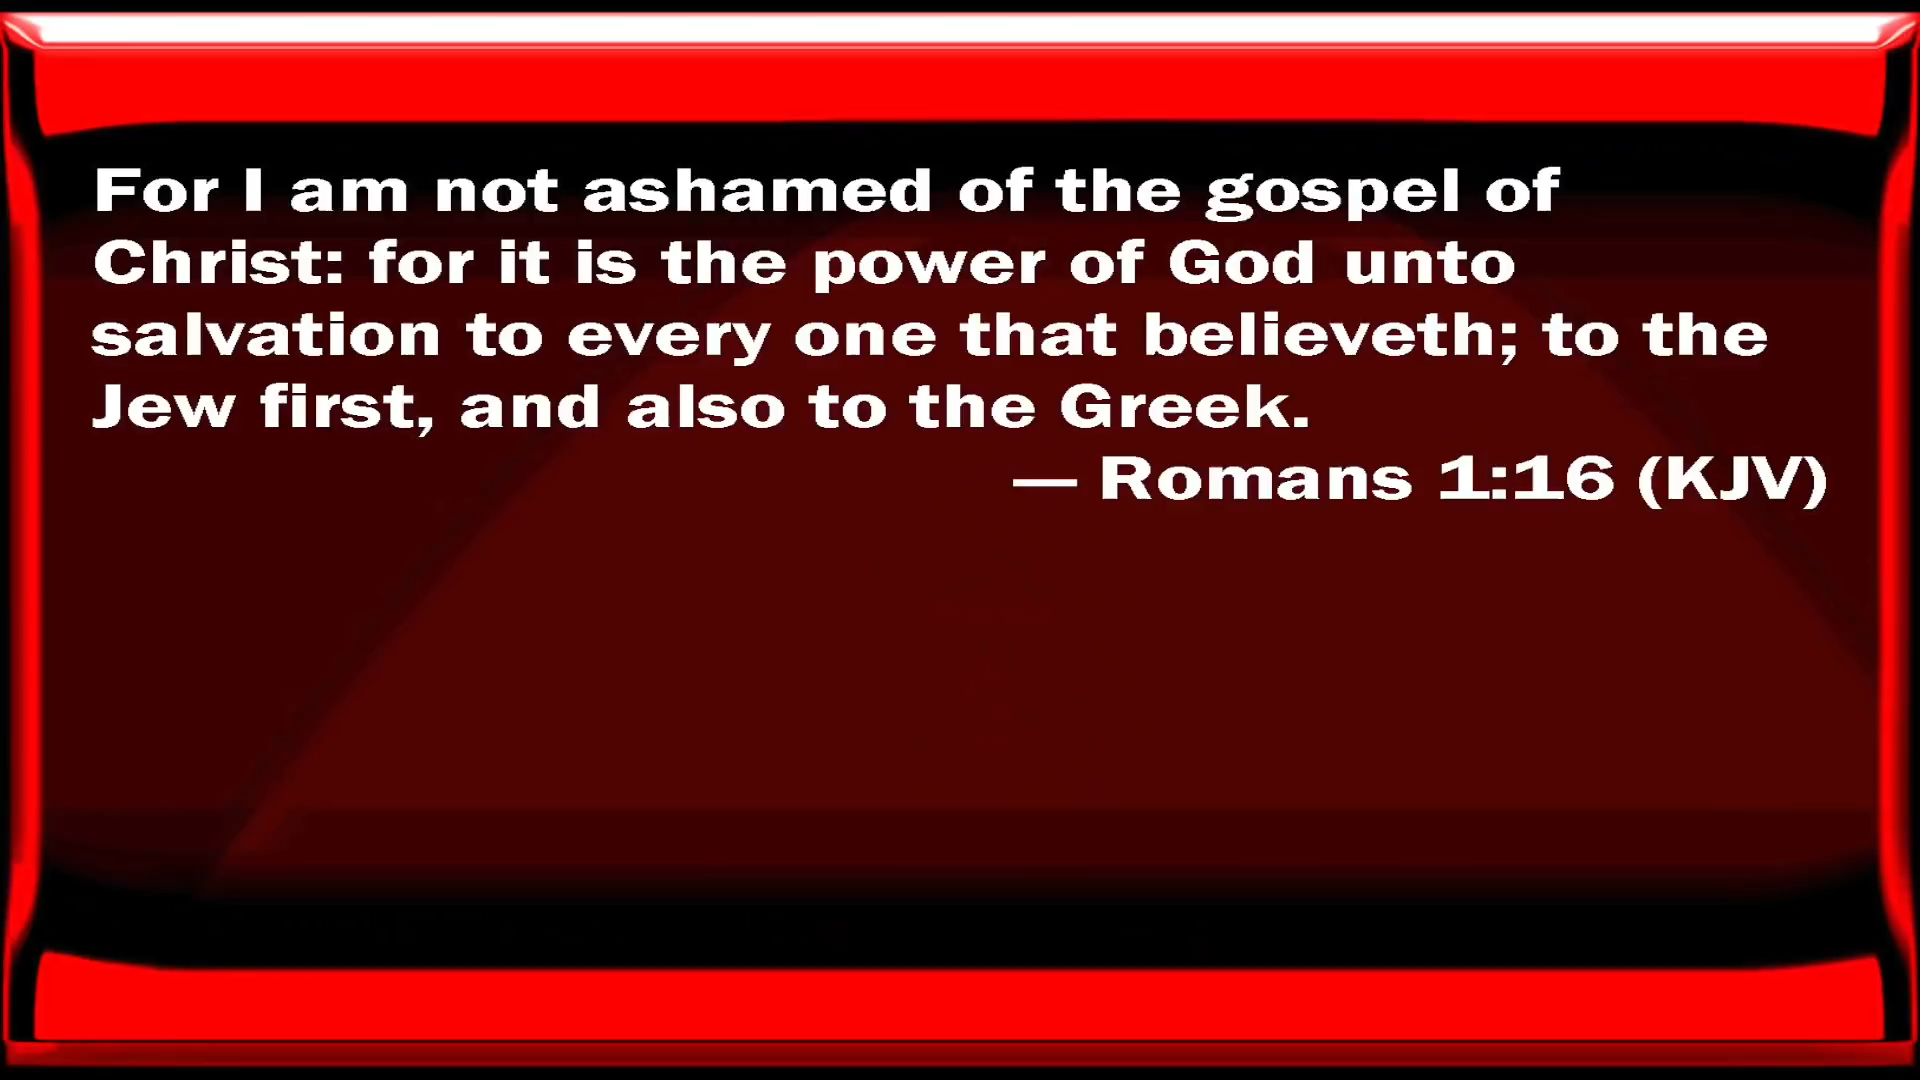 For I am not ashamed of the gospel of
Christ: for it is the power of God unto
salvation to every one that believeth; to the
Jew first, and also to the Greek.
— Romans 1:16 (KJV)